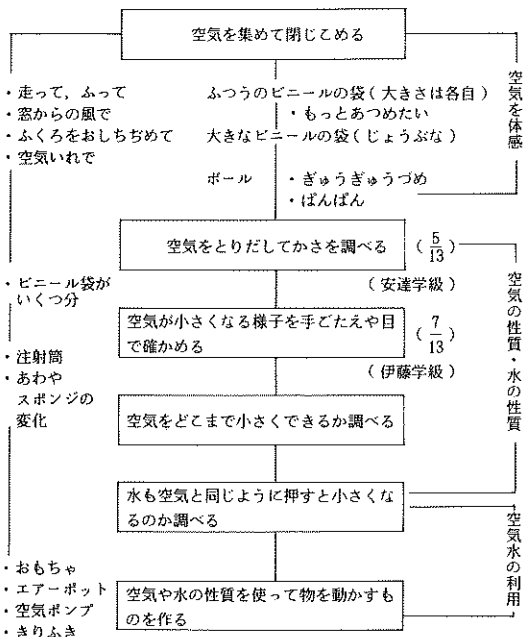 空気を集めて閉じこめる
・走って，ふって
・窓からの風で
・ふくろをおしちぢめて
・空気いれで
ふつうのビニールの袋（大きさは各自）
・もっとあつめたい
大きなビニールの袋（じょうぶな）
ボール ・ぎゅうぎゅうづめ
・ぱんぱん
空気を体感
空気をとりだしてかさを調べる （5/13）
（安達学級）
・ビニール袋が
いくつ分
空気が小さくなる様子を手ごたえや目
で確かめる （7/13）
（伊藤学級）
・注射筒
・あわや
スポンジの
変化
空気をどこまで小さくできるか調べる
空気の性質・水の性質
水も空気と同じように押すと小さくな
るのか調べる
空気水の利用
・おもちゃ
・エアーポット
・空気ポンプ
・きりふき
空気や水の性質を使って物を動かすも
のを作る